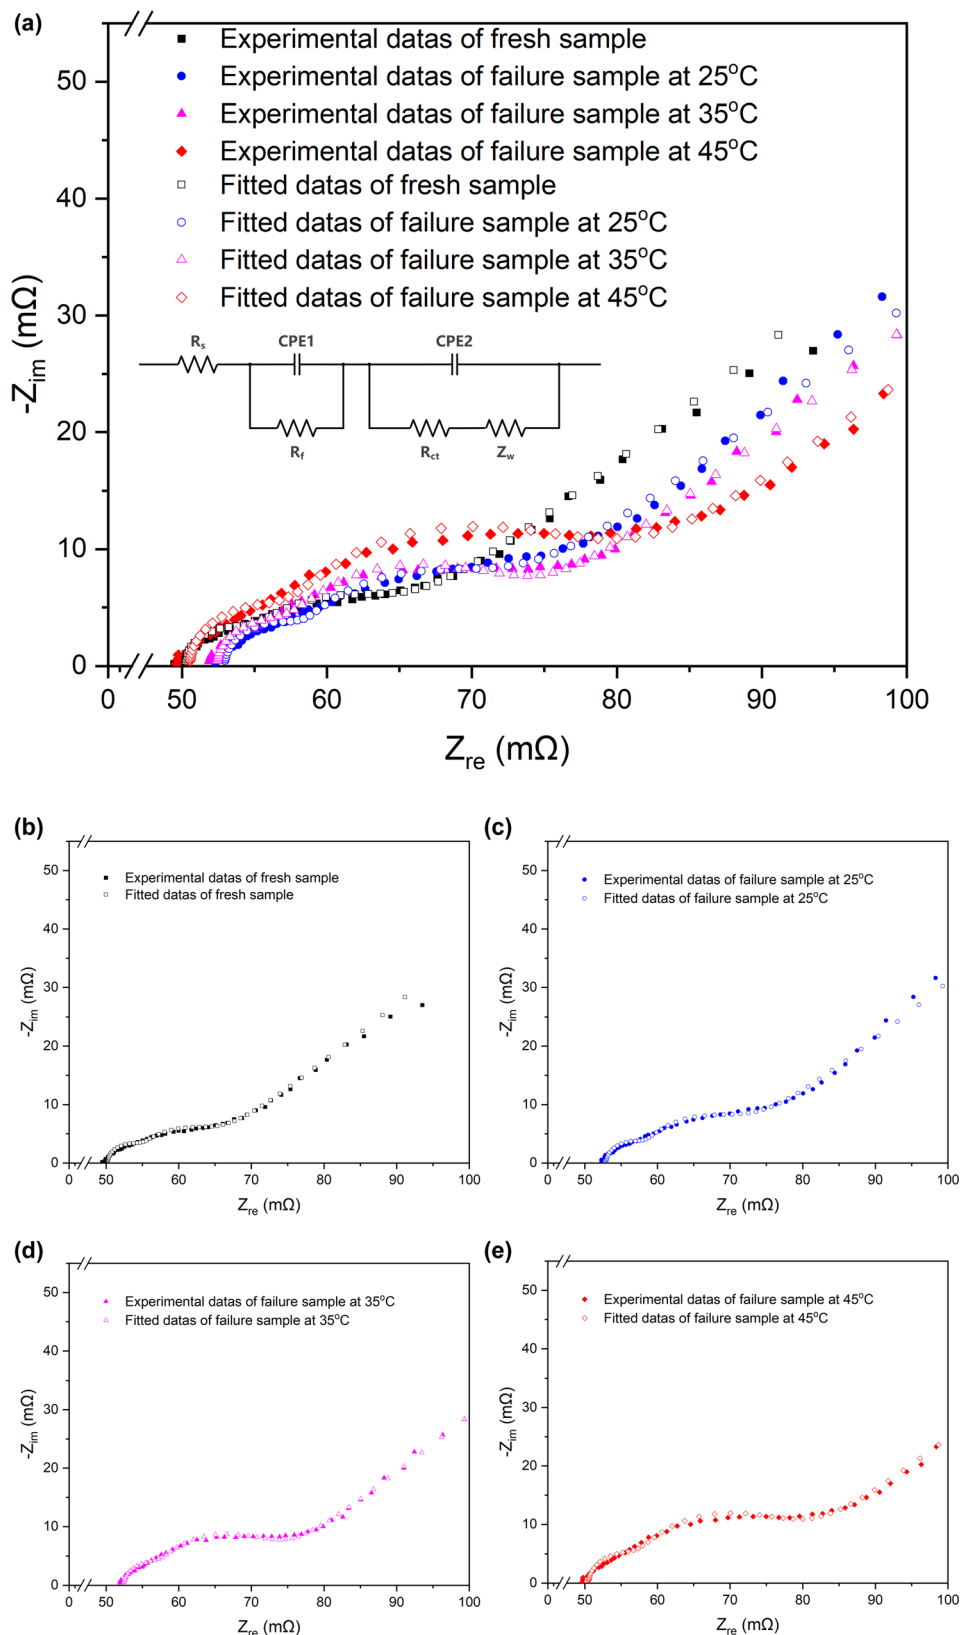 (a)
Experimental datas of fresh sample
Experimental datas of failure sample at 25°C
Experimental datas of failure sample at 35°C
Experimental datas of failure sample at 45°C
Fitted datas of fresh sample
Fitted datas of failure sample at 25°C
Fitted datas of failure sample at 35°C
Fitted datas of failure sample at 45°C
50
40
30
20
10
0
-Zim (mΩ)
Rs
CPE1
CPE2
Rf
Rct
Zw
0
50
60
70
80
90
100
Zre (mΩ)
(b)
Experimental datas of fresh sample
Fitted datas of fresh sample
50
40
30
20
10
0
-Zim (mΩ)
0
50
60
70
80
90
100
Zre (mΩ)
(c)
Experimental datas of failure sample at 25°C
Fitted datas of failure sample at 25°C
50
40
30
20
10
0
-Zim (mΩ)
0
50
60
70
80
90
100
Zre (mΩ)
(d)
Experimental datas of failure sample at 35°C
Fitted datas of failure sample at 35°C
50
40
30
20
10
0
-Zim (mΩ)
0
50
60
70
80
90
100
Zre (mΩ)
(e)
Experimental datas of failure sample at 45°C
Fitted datas of failure sample at 45°C
50
40
30
20
10
0
-Zim (mΩ)
0
50
60
70
80
90
100
Zre (mΩ)